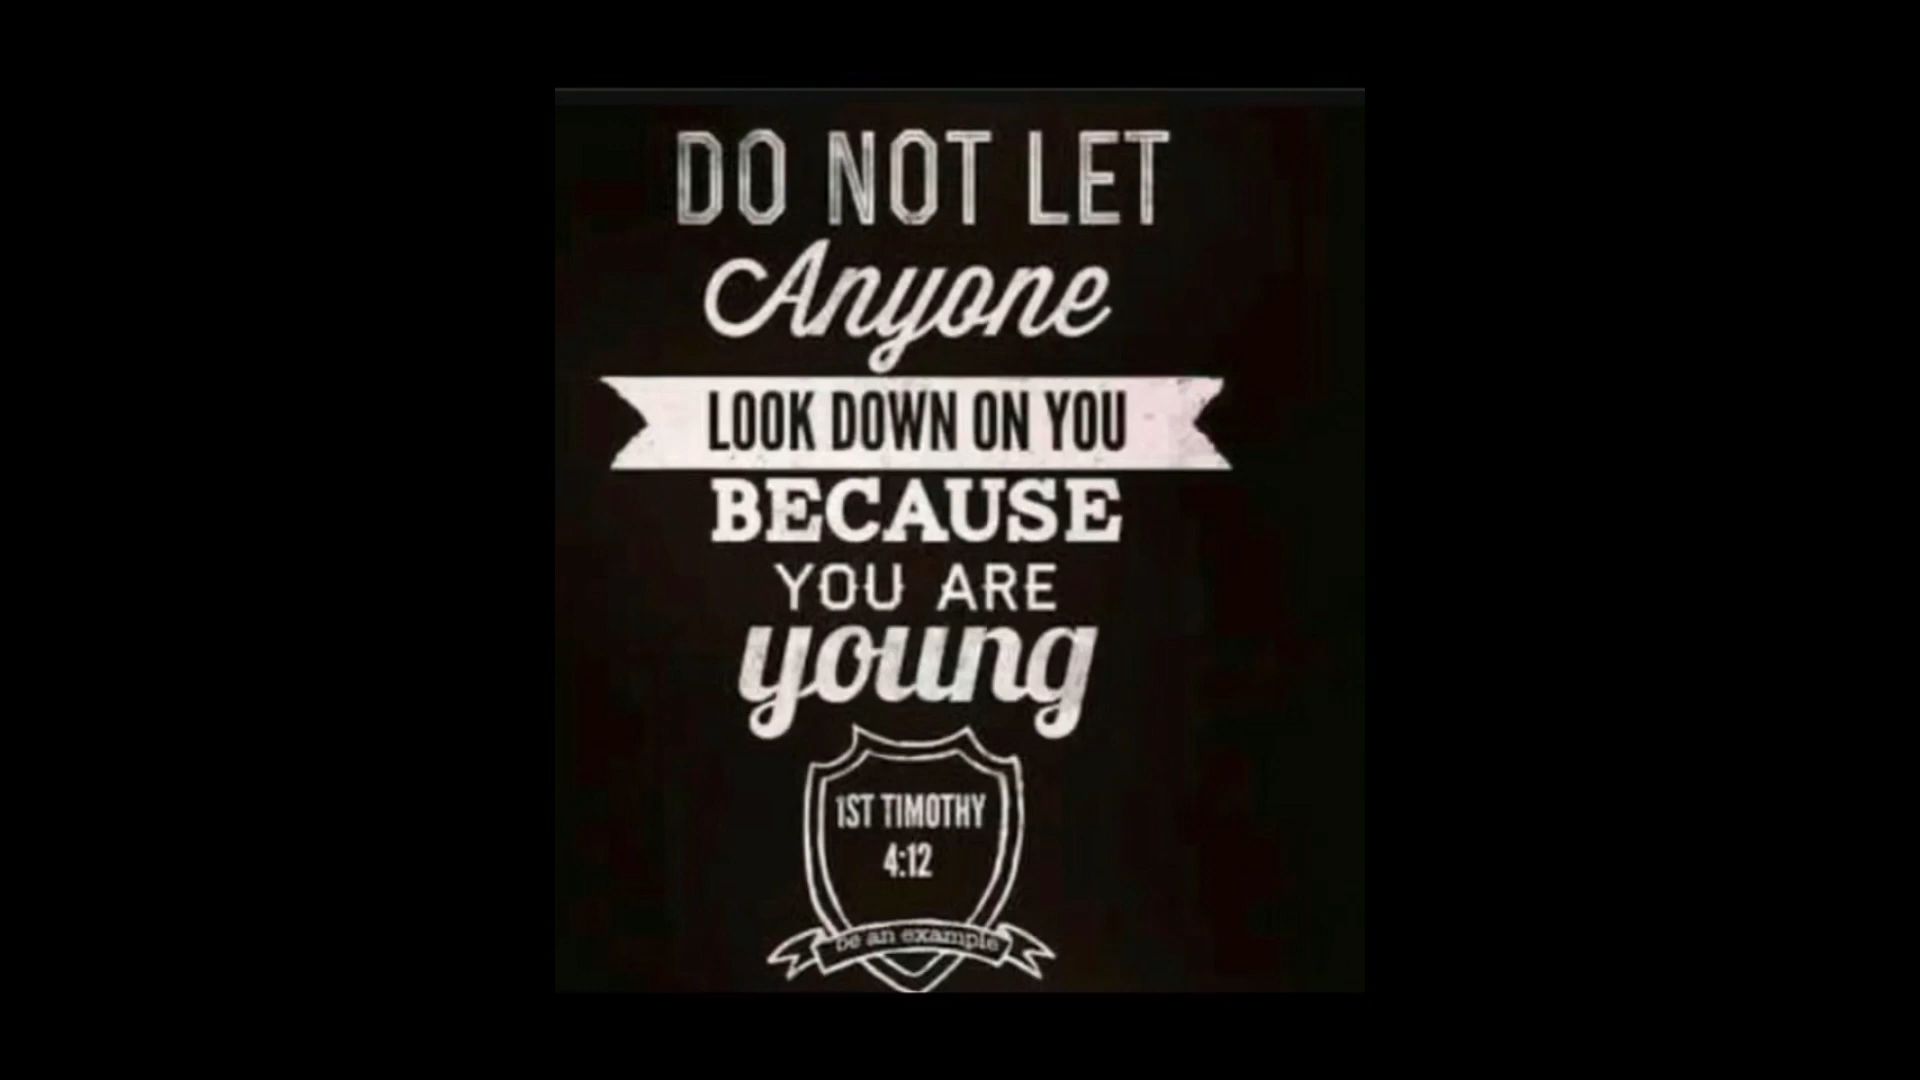 DO NOT LET
Anyone
LOOK DOWN ON YOU
BECAUSE
YOU ARE
young
1ST TIMOTHY
4:12
be an example